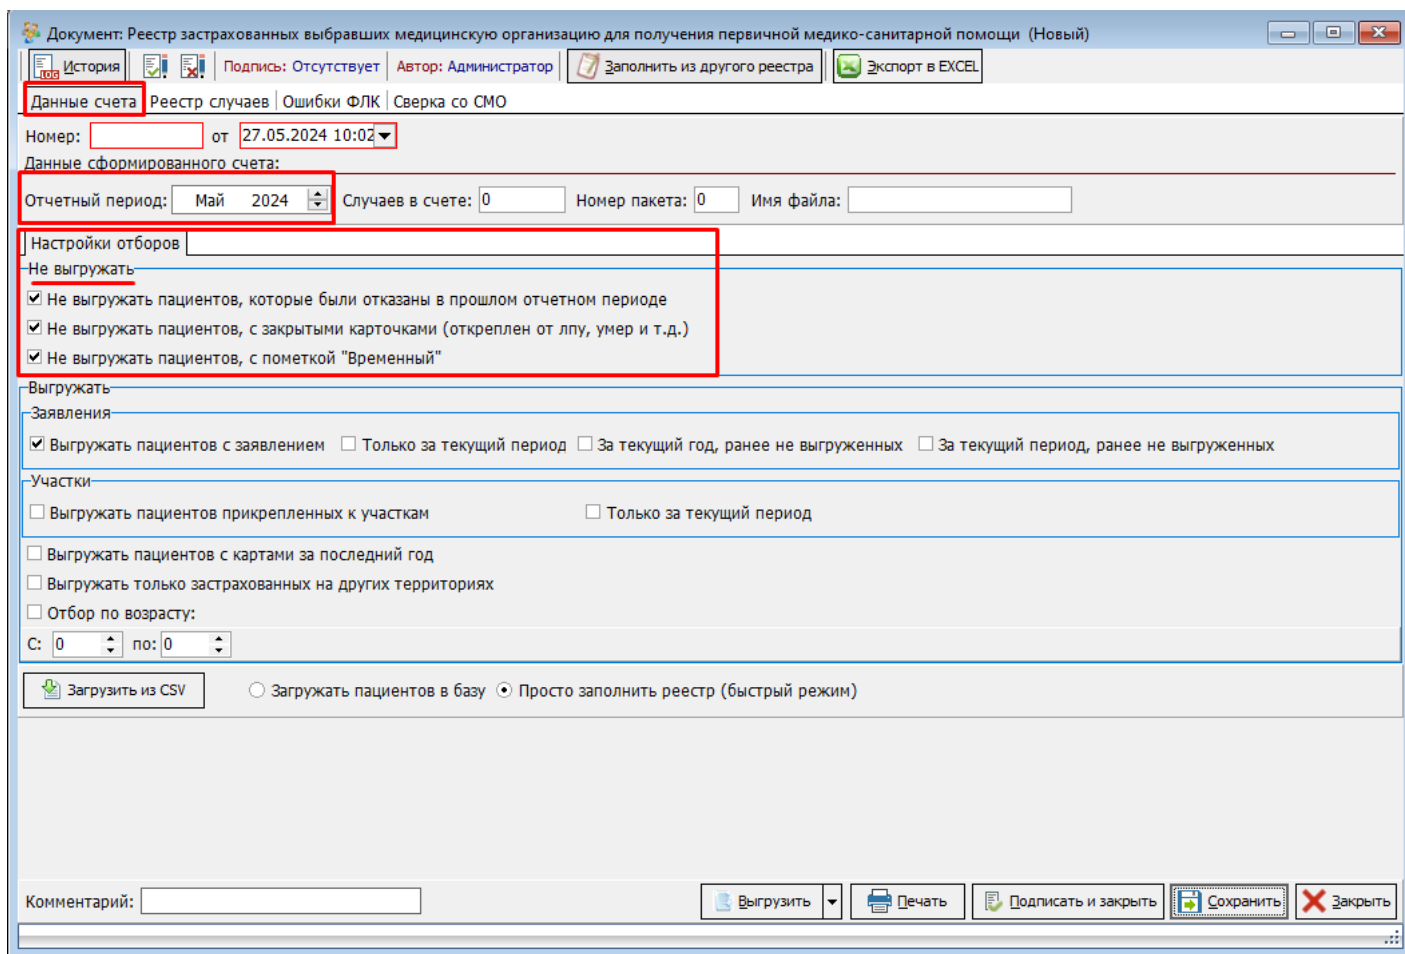 Документ: Реестр застрахованных выбравших медицинскую организацию для получения первичной медико-санитарной помощи (Новый)
LOG История Подпись: Отсутствует Автор: Администратор Заполнить из другого реестра Экспорт в EXCEL
Данные счета Реестр случаев Ошибки ФЛК Сверка со СМО
Номер: от 27.05.2024 10:02
Данные сформированного счета:
Отчетный период: Май 2024 Случаев в счете: 0 Номер пакета: 0 Имя файла:
Настройки отборов
Не выгружать
Не выгружать пациентов, которые были отказаны в прошлом отчетном периоде
Не выгружать пациентов, с закрытыми карточками (откреплен от лпу, умер и т.д.)
Не выгружать пациентов, с пометкой "Временный"
Выгружать
Заявления
Выгружать пациентов с заявлением Только за текущий период За текущий год, ранее не выгруженных За текущий период, ранее не выгруженных
Участки
Выгружать пациентов прикрепленных к участкам Только за текущий период
Выгружать пациентов с картами за последний год
Выгружать только застрахованных на других территориях
Отбор по возрасту:
С: 0 по: 0
Загрузить из CSV Загружать пациентов в базу Просто заполнить реестр (быстрый режим)
Комментарий: Выгрузить Печать Подписать и закрыть Сохранить Закрыть